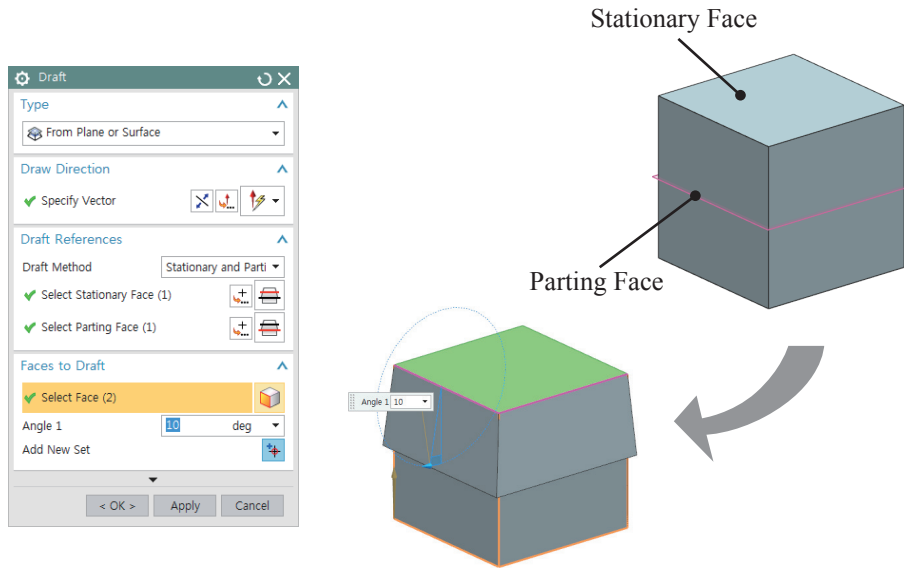 Stationary Face
Draft
Type
From Plane or Surface
Draw Direction
Specify Vector
Draft References
Draft Method Stationary and Parti
Select Stationary Face (1)
Select Parting Face (1)
Parting Face
Faces to Draft
Select Face (2)
Angle 1 10 deg
Add New Set
< OK > Apply Cancel
Angle 1 10